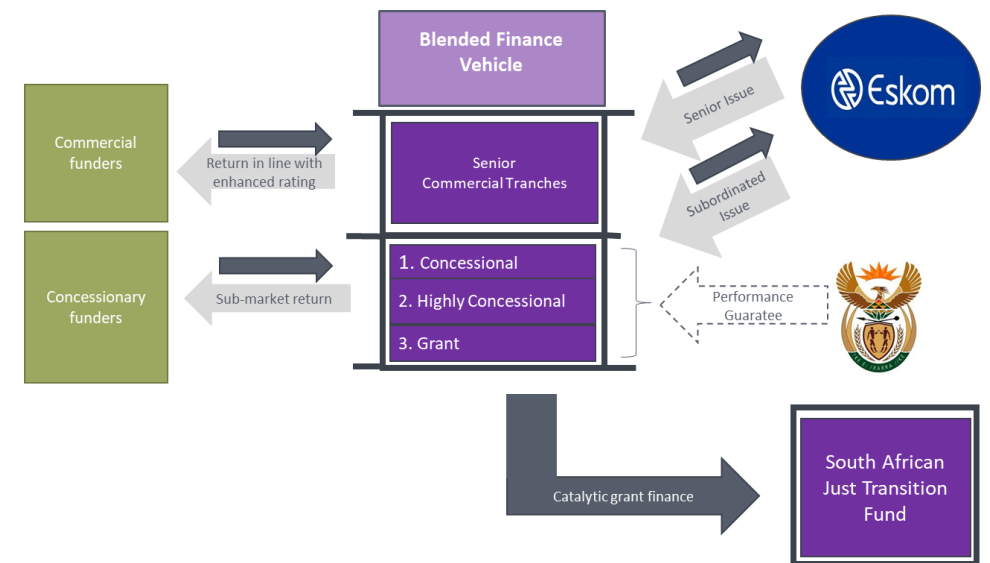 Blended Finance
Vehicle
Commercial
funders
Return in line with
enhanced rating
Senior
Commercial Tranches
Senior Issue
Eskom
Subordinated
Issue
Concessionary
funders
Sub-market return
1. Concessional
2. Highly Concessional
3. Grant
Performance
Guaratee
Catalytic grant finance
South African
Just Transition
Fund